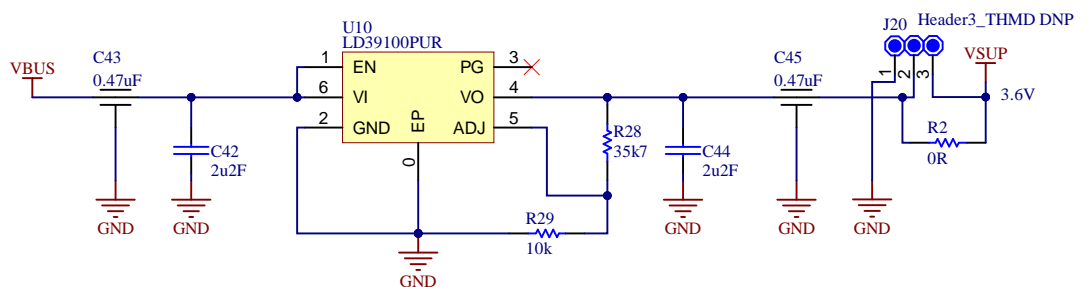 VBUS
C43
0.47uF
GND
C42
2u2F
GND
U10
LD39100PUR
1
EN
6
VI
2
GND
EP
0
PG
3
VO
4
ADJ
5
GND
R29
10k
R28
35k7
C44
2u2F
GND
C45
0.47uF
GND
J20
Header3_THMD DNP
1
2
3
GND
VSUP
3.6V
R2
0R